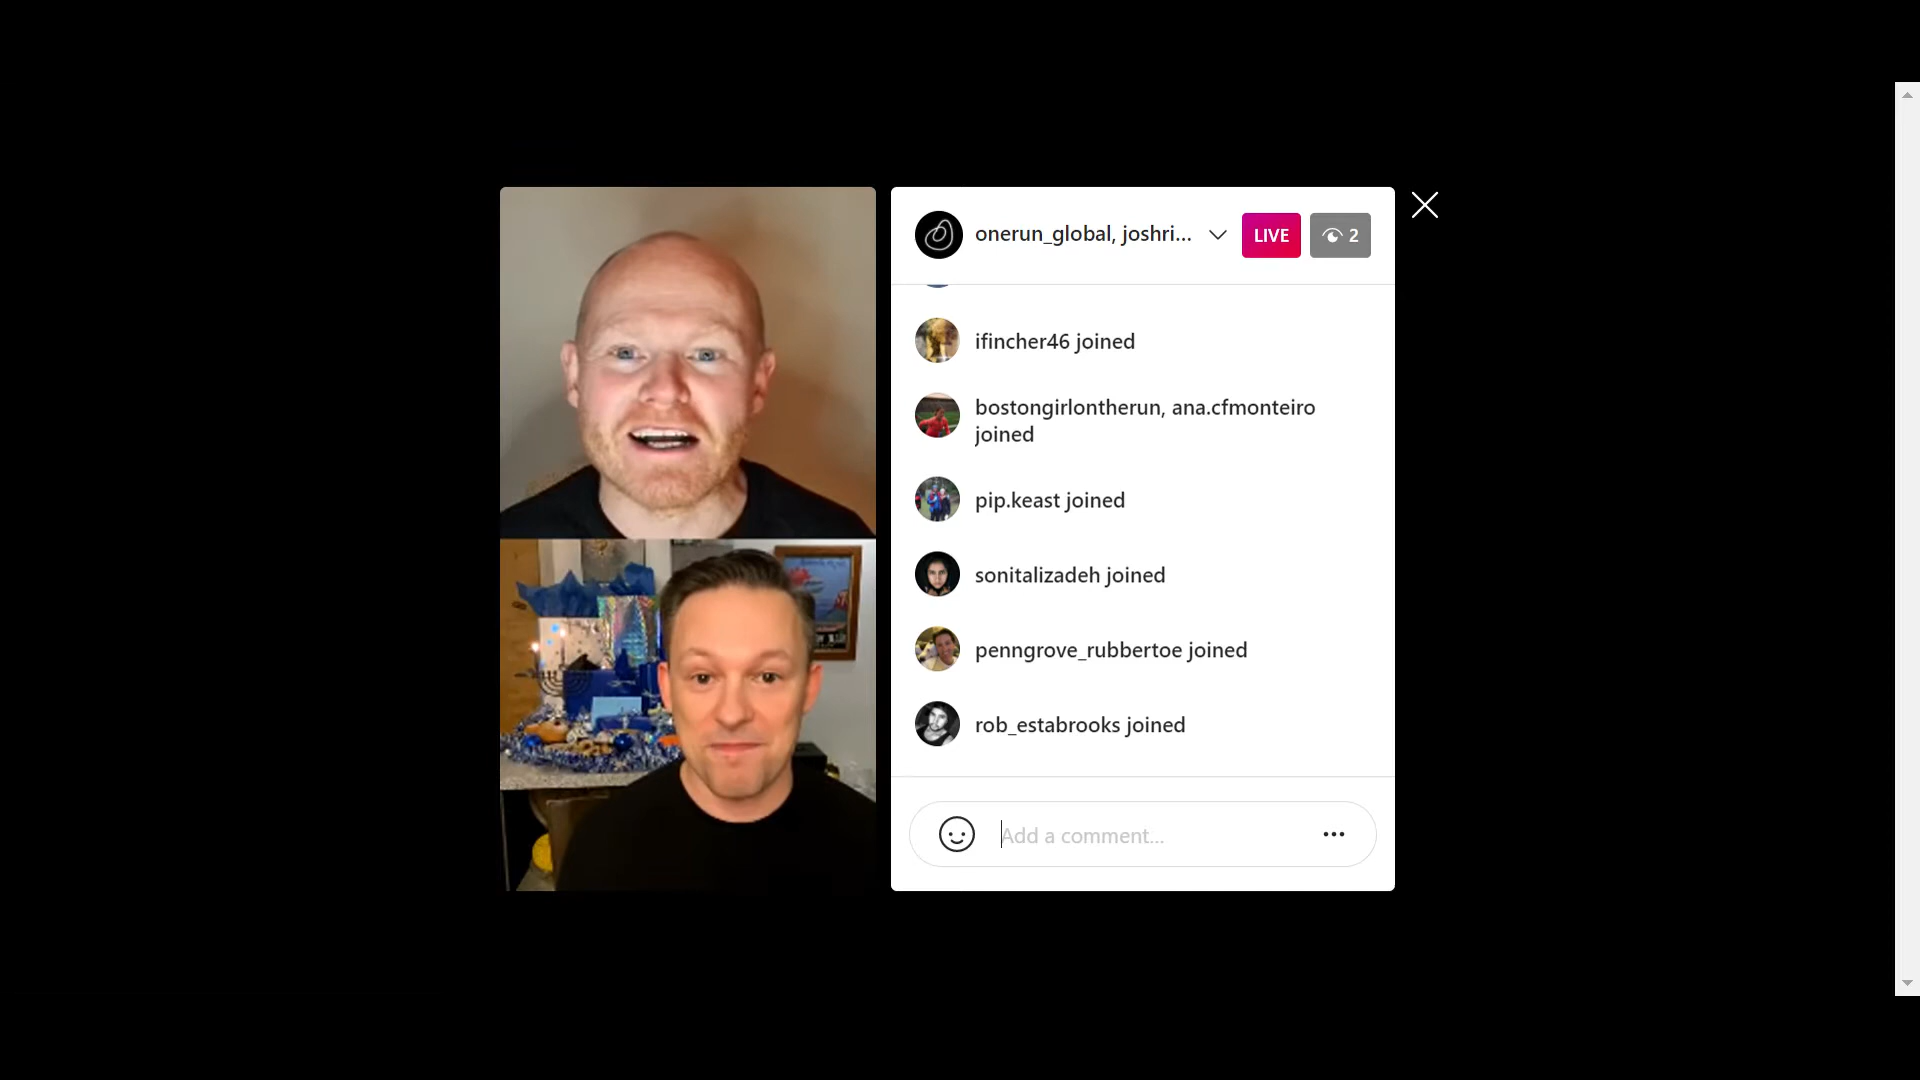 onerun_global, joshri...
LIVE
2
ifincher46 joined
bostongirlontherun, ana.cfmonteiro
joined
pip.keast joined
sonitalizadeh joined
penngrove_rubbertoe joined
rob_estabrooks joined
Add a comment...